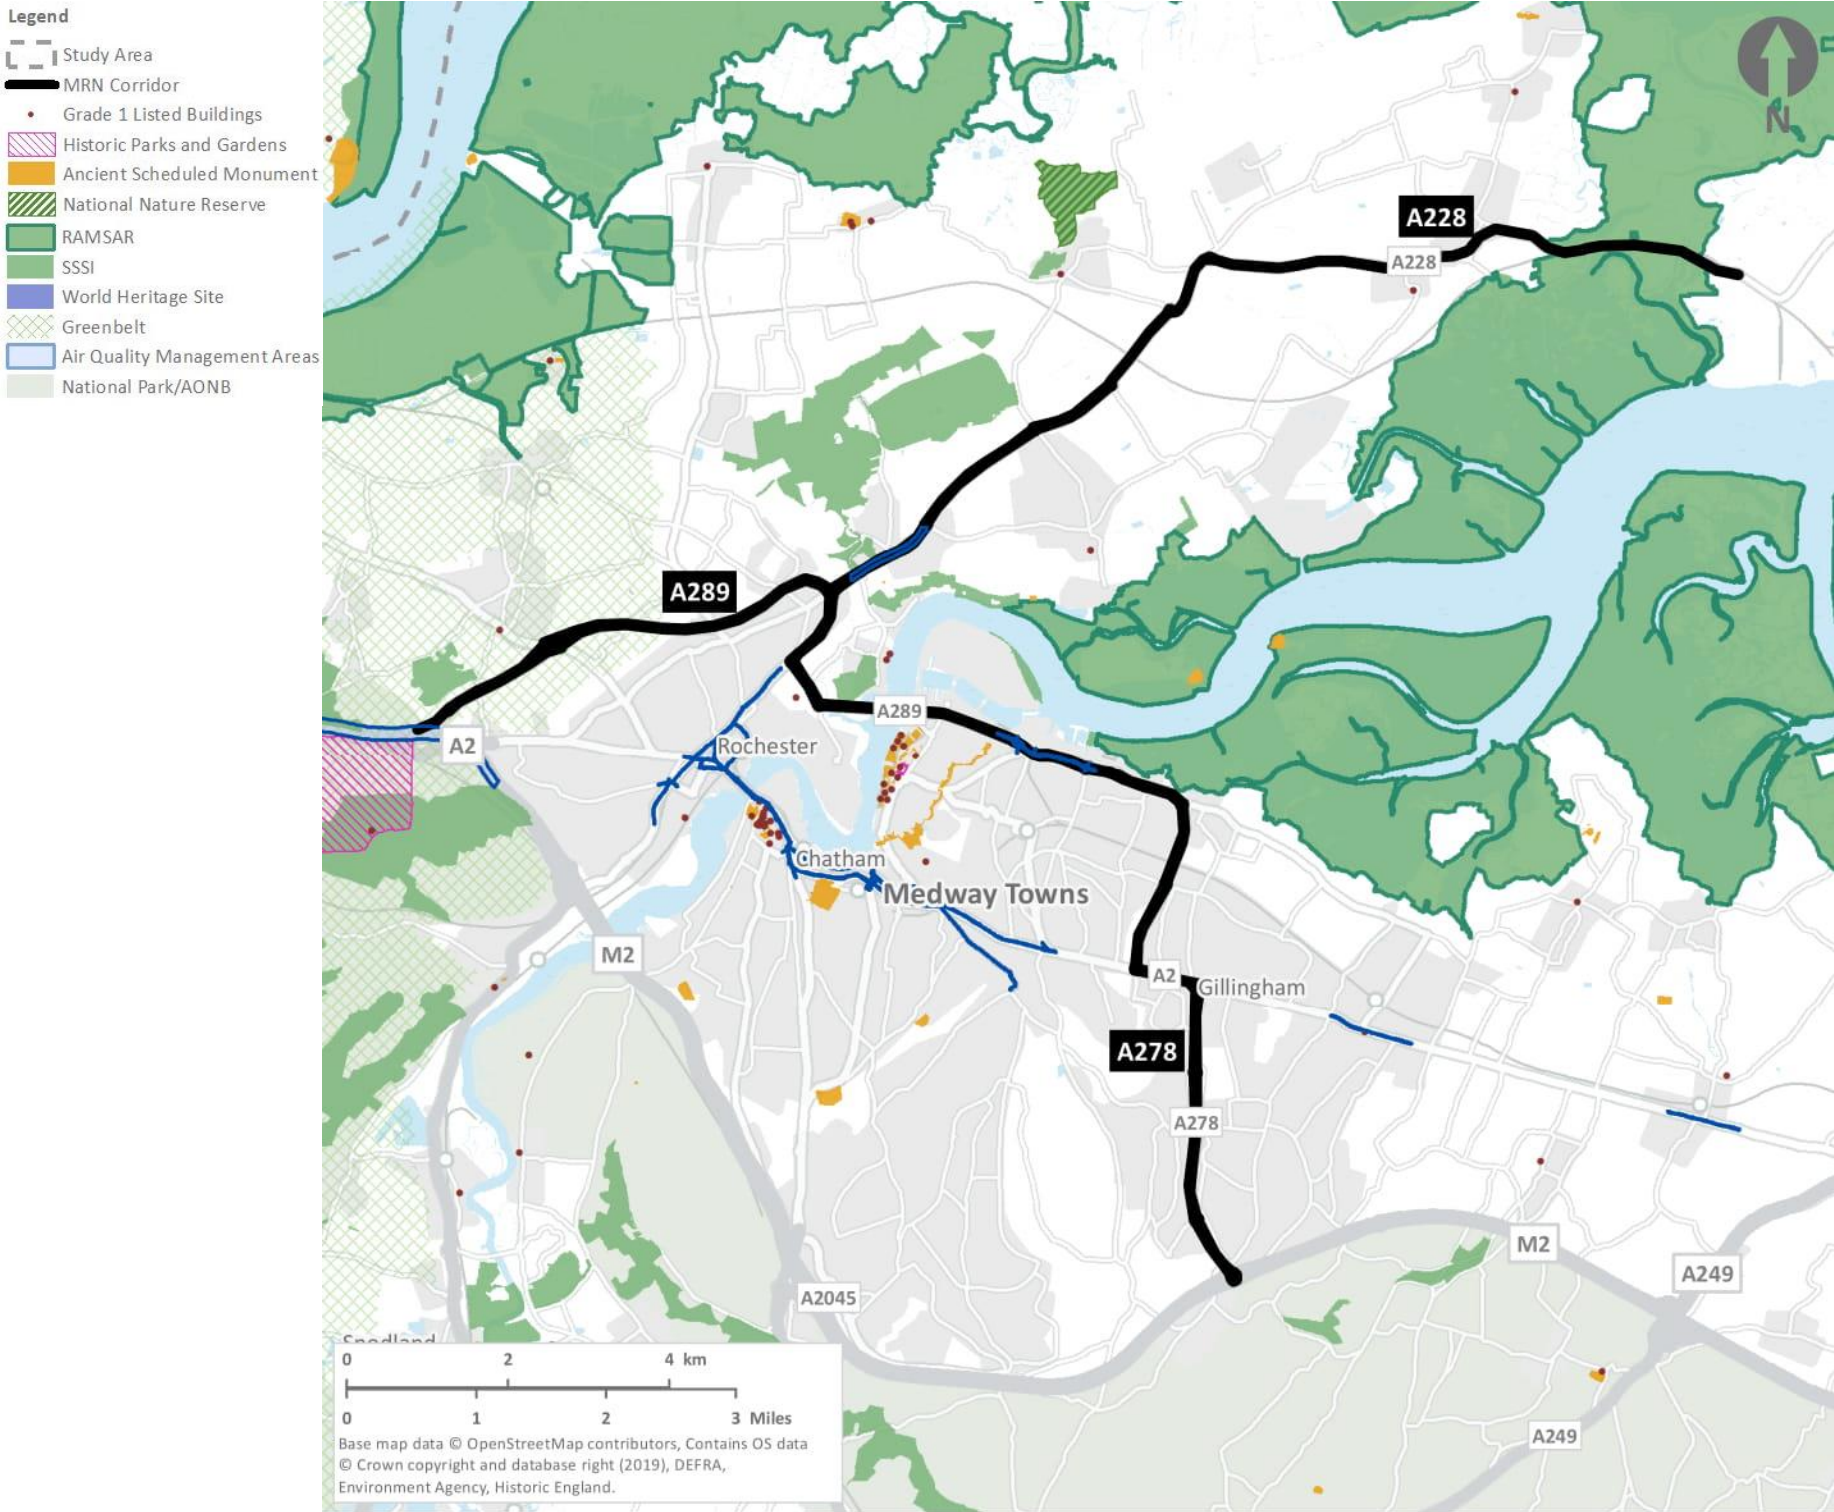 Legend
Study Area
MRN Corridor
Grade 1 Listed Buildings
Historic Parks and Gardens
Ancient Scheduled Monument
National Nature Reserve
RAMSAR
SSSI
World Heritage Site
Greenbelt
Air Quality Management Areas
National Park/AONB
N
A228
A228
A289
A289
A2
Rochester
Chatham
Medway Towns
M2
A2
Gillingham
A278
A278
M2
A249
A2045
Snodland
0 2 4 km
0 1 2 3 Miles
Base map data © OpenStreetMap contributors, Contains OS data
© Crown copyright and database right (2019), DEFRA,
Environment Agency, Historic England.
A249